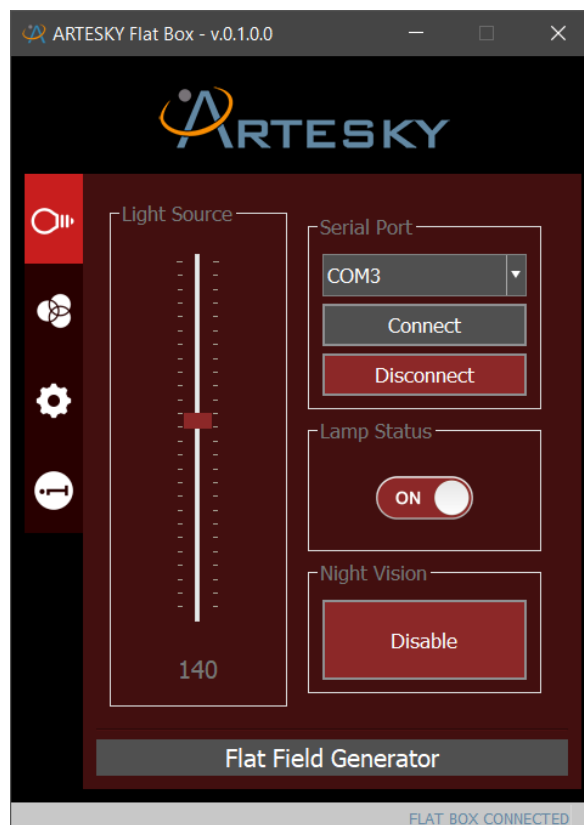 ARTESKY Flat Box - v.0.1.0.0
ARTESKY
Light Source
140
Serial Port
COM3
Connect
Disconnect
Lamp Status
ON
Night Vision
Disable
Flat Field Generator
FLAT BOX CONNECTED